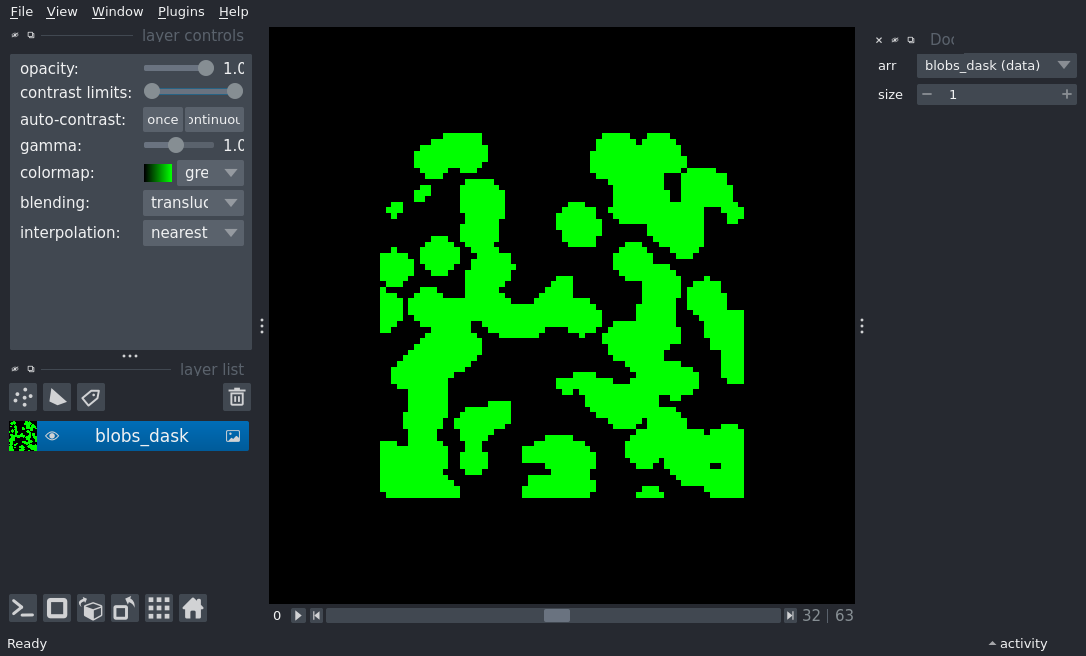 File View Window Plugins Help
layer controls
opacity: 1.0
contrast limits:
auto-contrast: once ontinuou
gamma: 1.0
colormap: gre
blending: transluc
interpolation: nearest
layer list
blobs_dask
0 32 | 63
Ready
Doc
arr blobs_dask (data)
size 1
activity